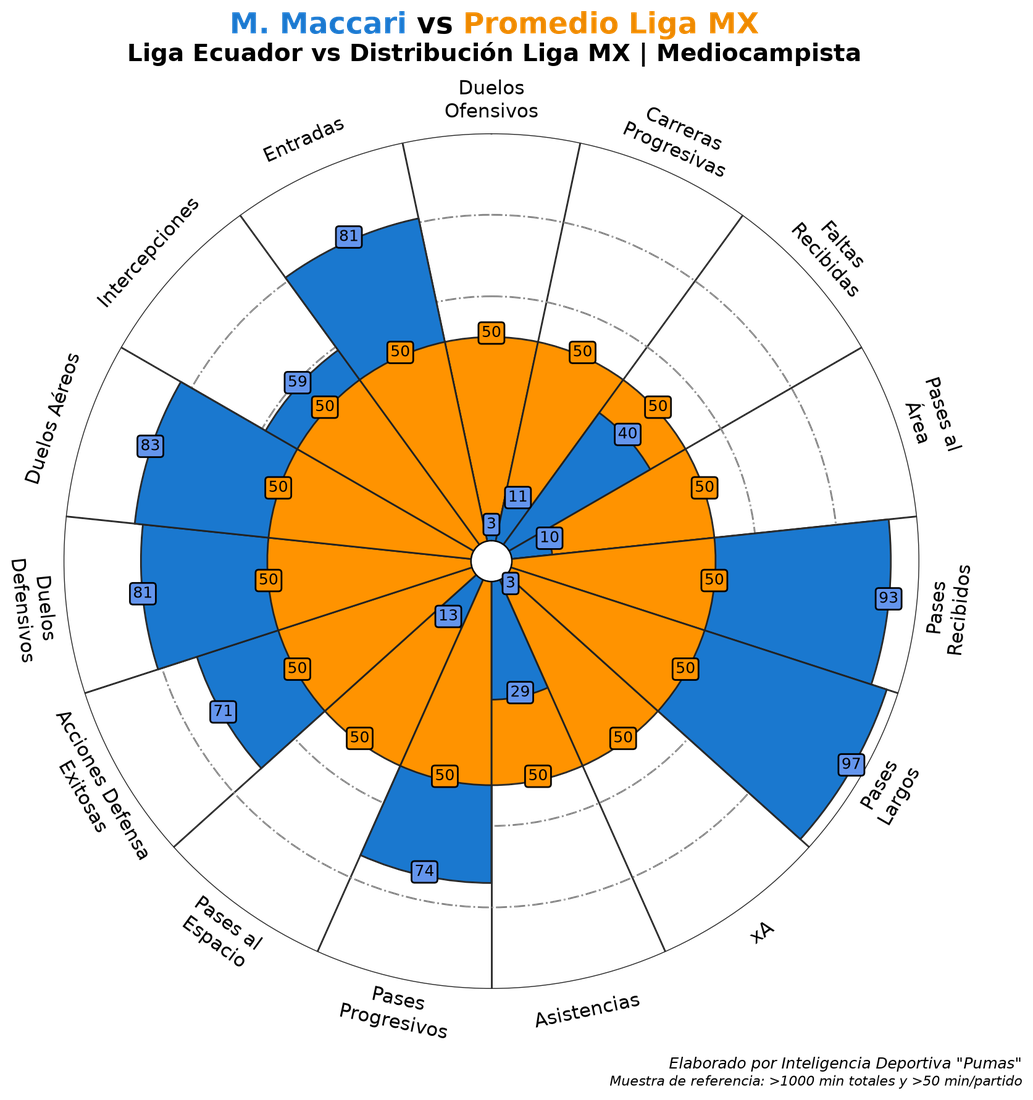 M. Maccari vs Promedio Liga MX
Liga Ecuador vs Distribución Liga MX | Mediocampista
Duelos
Ofensivos
3
50
Carreras
Progresivas
11
50
Faltas
Recibidas
40
50
Pases al
Área
10
50
Pases
Recibidos
93
50
Pases
Largos
97
50
xA
3
50
Asistencias
29
50
Pases
Progresivos
74
50
Pases al
Espacio
13
50
Acciones Defensa
Exitosas
71
50
Duelos
Defensivos
81
50
Duelos Aéreos
83
50
Intercepciones
59
50
Entradas
81
50
Elaborado por Inteligencia Deportiva "Pumas"
Muestra de referencia: >1000 min totales y >50 min/partido